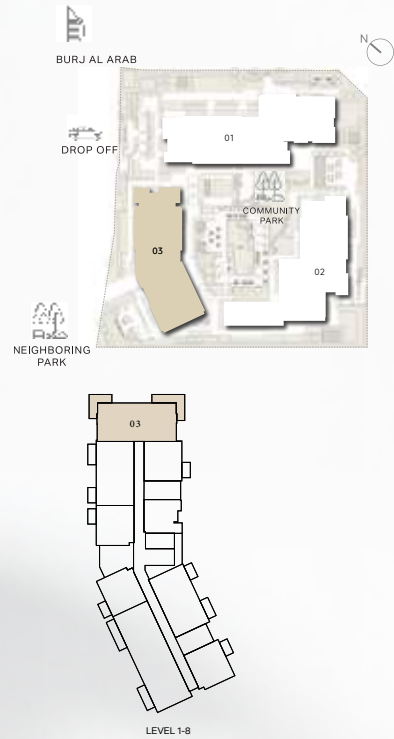 BURJ AL ARAB
N
DROP OFF
01
COMMUNITY
PARK
03
02
NEIGHBORING
PARK
03
LEVEL 1-8